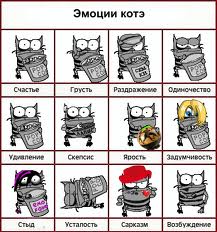 Эмоции котэ
Счастье Грусть Раздражение Одиночество
Удивление Скепсис Ярость Задумчивость
Стыд Усталость Сарказм Возбуждение